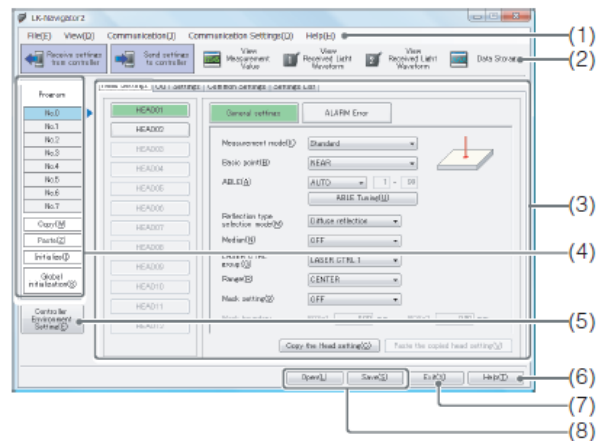 LK-Navigator2
File(F) View(D) Communication(J) Communication Settings(D) Help(H)
(1)
Receive settings from controller
Send settings to controller
View Measurement Value
View Received Light Waveform
View Received Light Waveform
Data Storage
(2)
Head Settings OUT Settings Common Settings Settings List
Program
No.0
No.1
No.2
No.3
No.4
No.5
No.6
No.7
Copy(M)
Paste(Z)
Initialize(I)
Global initialization(R)
Controller Environment Setting(E)
HEAD01
HEAD02
HEAD03
HEAD04
HEAD05
HEAD06
HEAD07
HEAD08
HEAD09
HEAD10
HEAD11
HEAD12
General settings
ALARM Error
Measurement mode(K) Standard
Basic point(B) NEAR
ABLE(A) AUTO 1 - 99
ABLE Tuning(U)
Reflection type selection mode(N) Diffuse reflection
Median(N) OFF
LASER CTRL group(Q) LASER CTRL 1
Range(R) CENTER
Mask setting(2) OFF
Copy the Head setting(C)
Paste the copied head setting(V)
(3)
(4)
(5)
Open(L)
Save(S)
Exit(X)
Help(T)
(6)
(7)
(8)